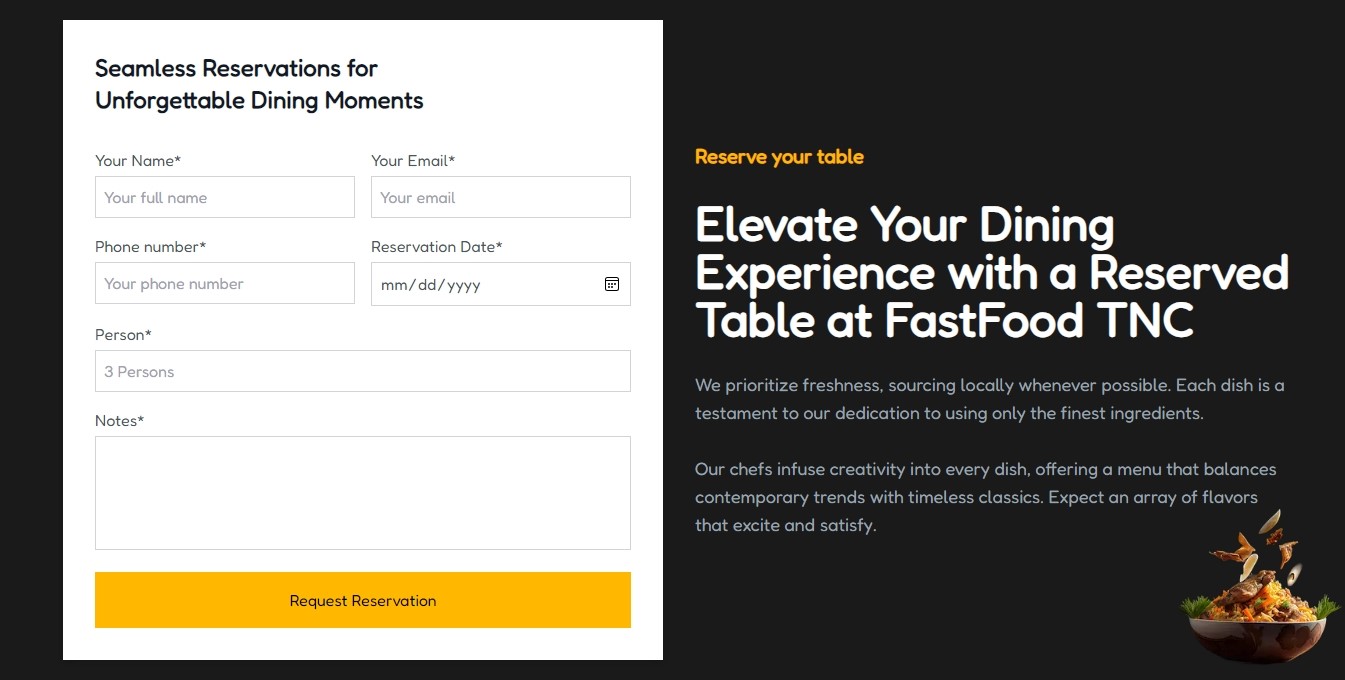 Seamless Reservations for
Unforgettable Dining Moments
Your Name*
Your Email*
Your full name
Your email
Phone number*
Reservation Date*
Your phone number
mm/dd/yyyy
Person*
3 Persons
Notes*
Request Reservation
Reserve your table
Elevate Your Dining
Experience with a Reserved
Table at FastFood TNC
We prioritize freshness, sourcing locally whenever possible. Each dish is a
testament to our dedication to using only the finest ingredients.
Our chefs infuse creativity into every dish, offering a menu that balances
contemporary trends with timeless classics. Expect an array of flavors
that excite and satisfy.